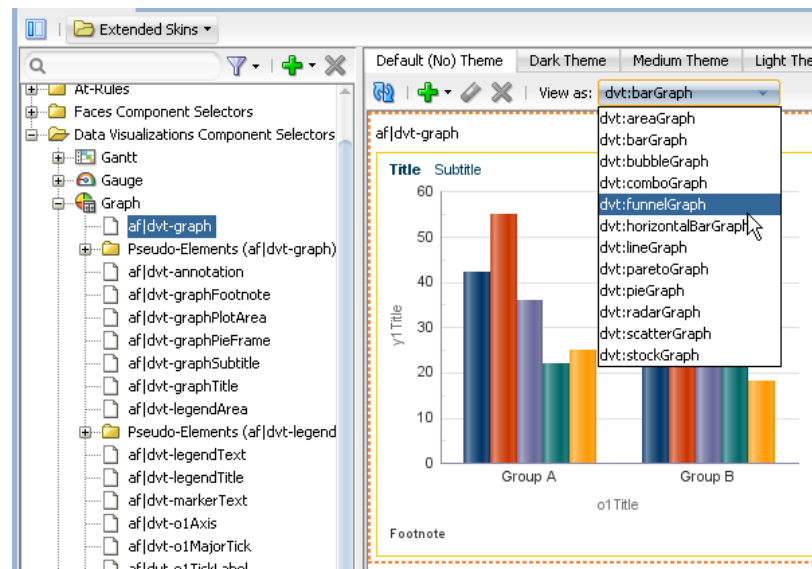 Extended Skins
At-Rules
Faces Component Selectors
Data Visualizations Component Selectors
Gantt
Gauge
Graph
af|dvt-graph
Pseudo-Elements (af|dvt-graph)
af|dvt-annotation
af|dvt-graphFootnote
af|dvt-graphPlotArea
af|dvt-graphPieFrame
af|dvt-graphSubtitle
af|dvt-graphTitle
af|dvt-legendArea
Pseudo-Elements (af|dvt-legend
af|dvt-legendText
af|dvt-legendTitle
af|dvt-markerText
af|dvt-o1Axis
af|dvt-o1MajorTick
af|dvt-o1TickLabel
Default (No) Theme Dark Theme Medium Theme Light The
View as: dvt:barGraph
dvt:areaGraph
dvt:barGraph
dvt:bubbleGraph
dvt:comboGraph
dvt:funnelGraph
dvt:horizontalBarGraph
dvt:lineGraph
dvt:paretoGraph
dvt:pieGraph
dvt:radarGraph
dvt:scatterGraph
dvt:stockGraph
af|dvt-graph
Title Subtitle
60
50
40
30
20
10
0
y1Title
Group A Group B
o1Title
Footnote